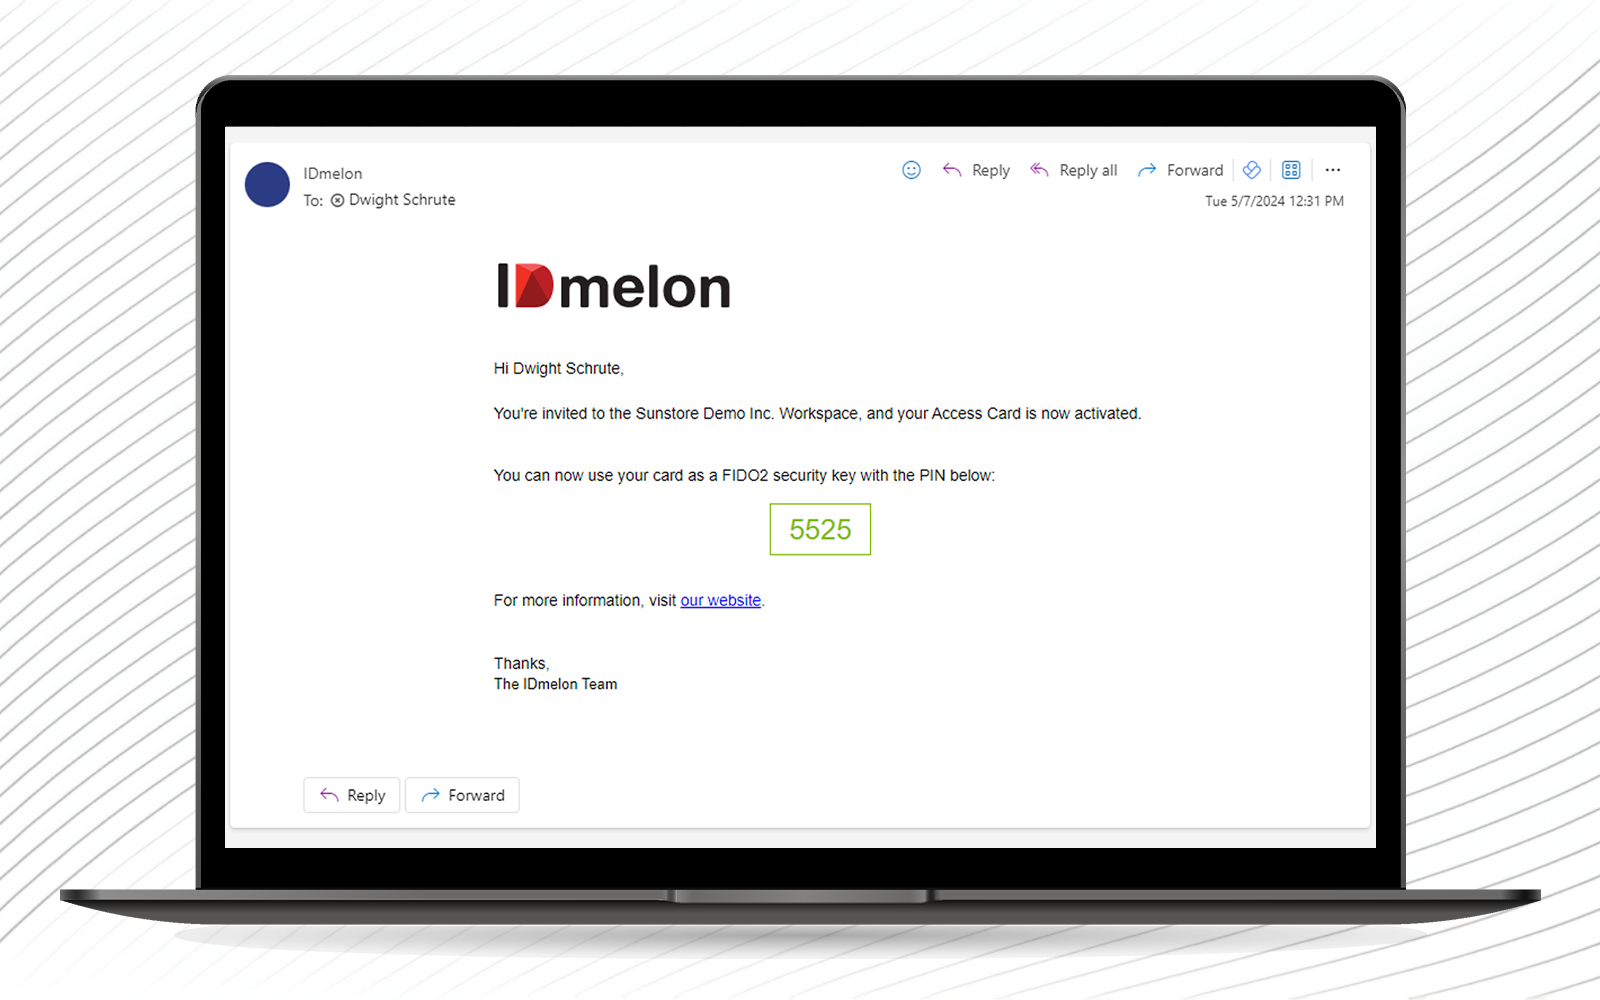 IDmelon
To: Dwight Schrute
Reply
Reply all
Forward
Tue 5/7/2024 12:31 PM
IDmelon
Hi Dwight Schrute,
You're invited to the Sunstore Demo Inc. Workspace, and your Access Card is now activated.
You can now use your card as a FIDO2 security key with the PIN below:
5525
For more information, visit our website.
Thanks,
The IDmelon Team
Reply
Forward